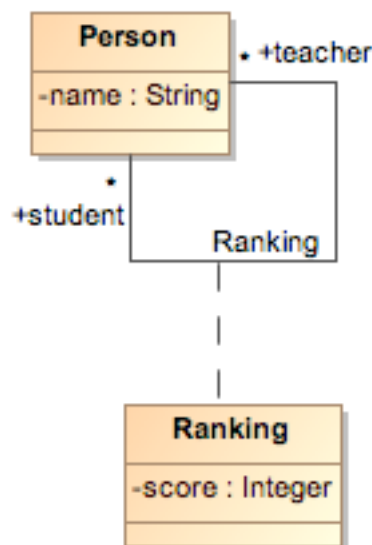 Person
* +teacher
-name : String
*
+student
Ranking
Ranking
-score : Integer